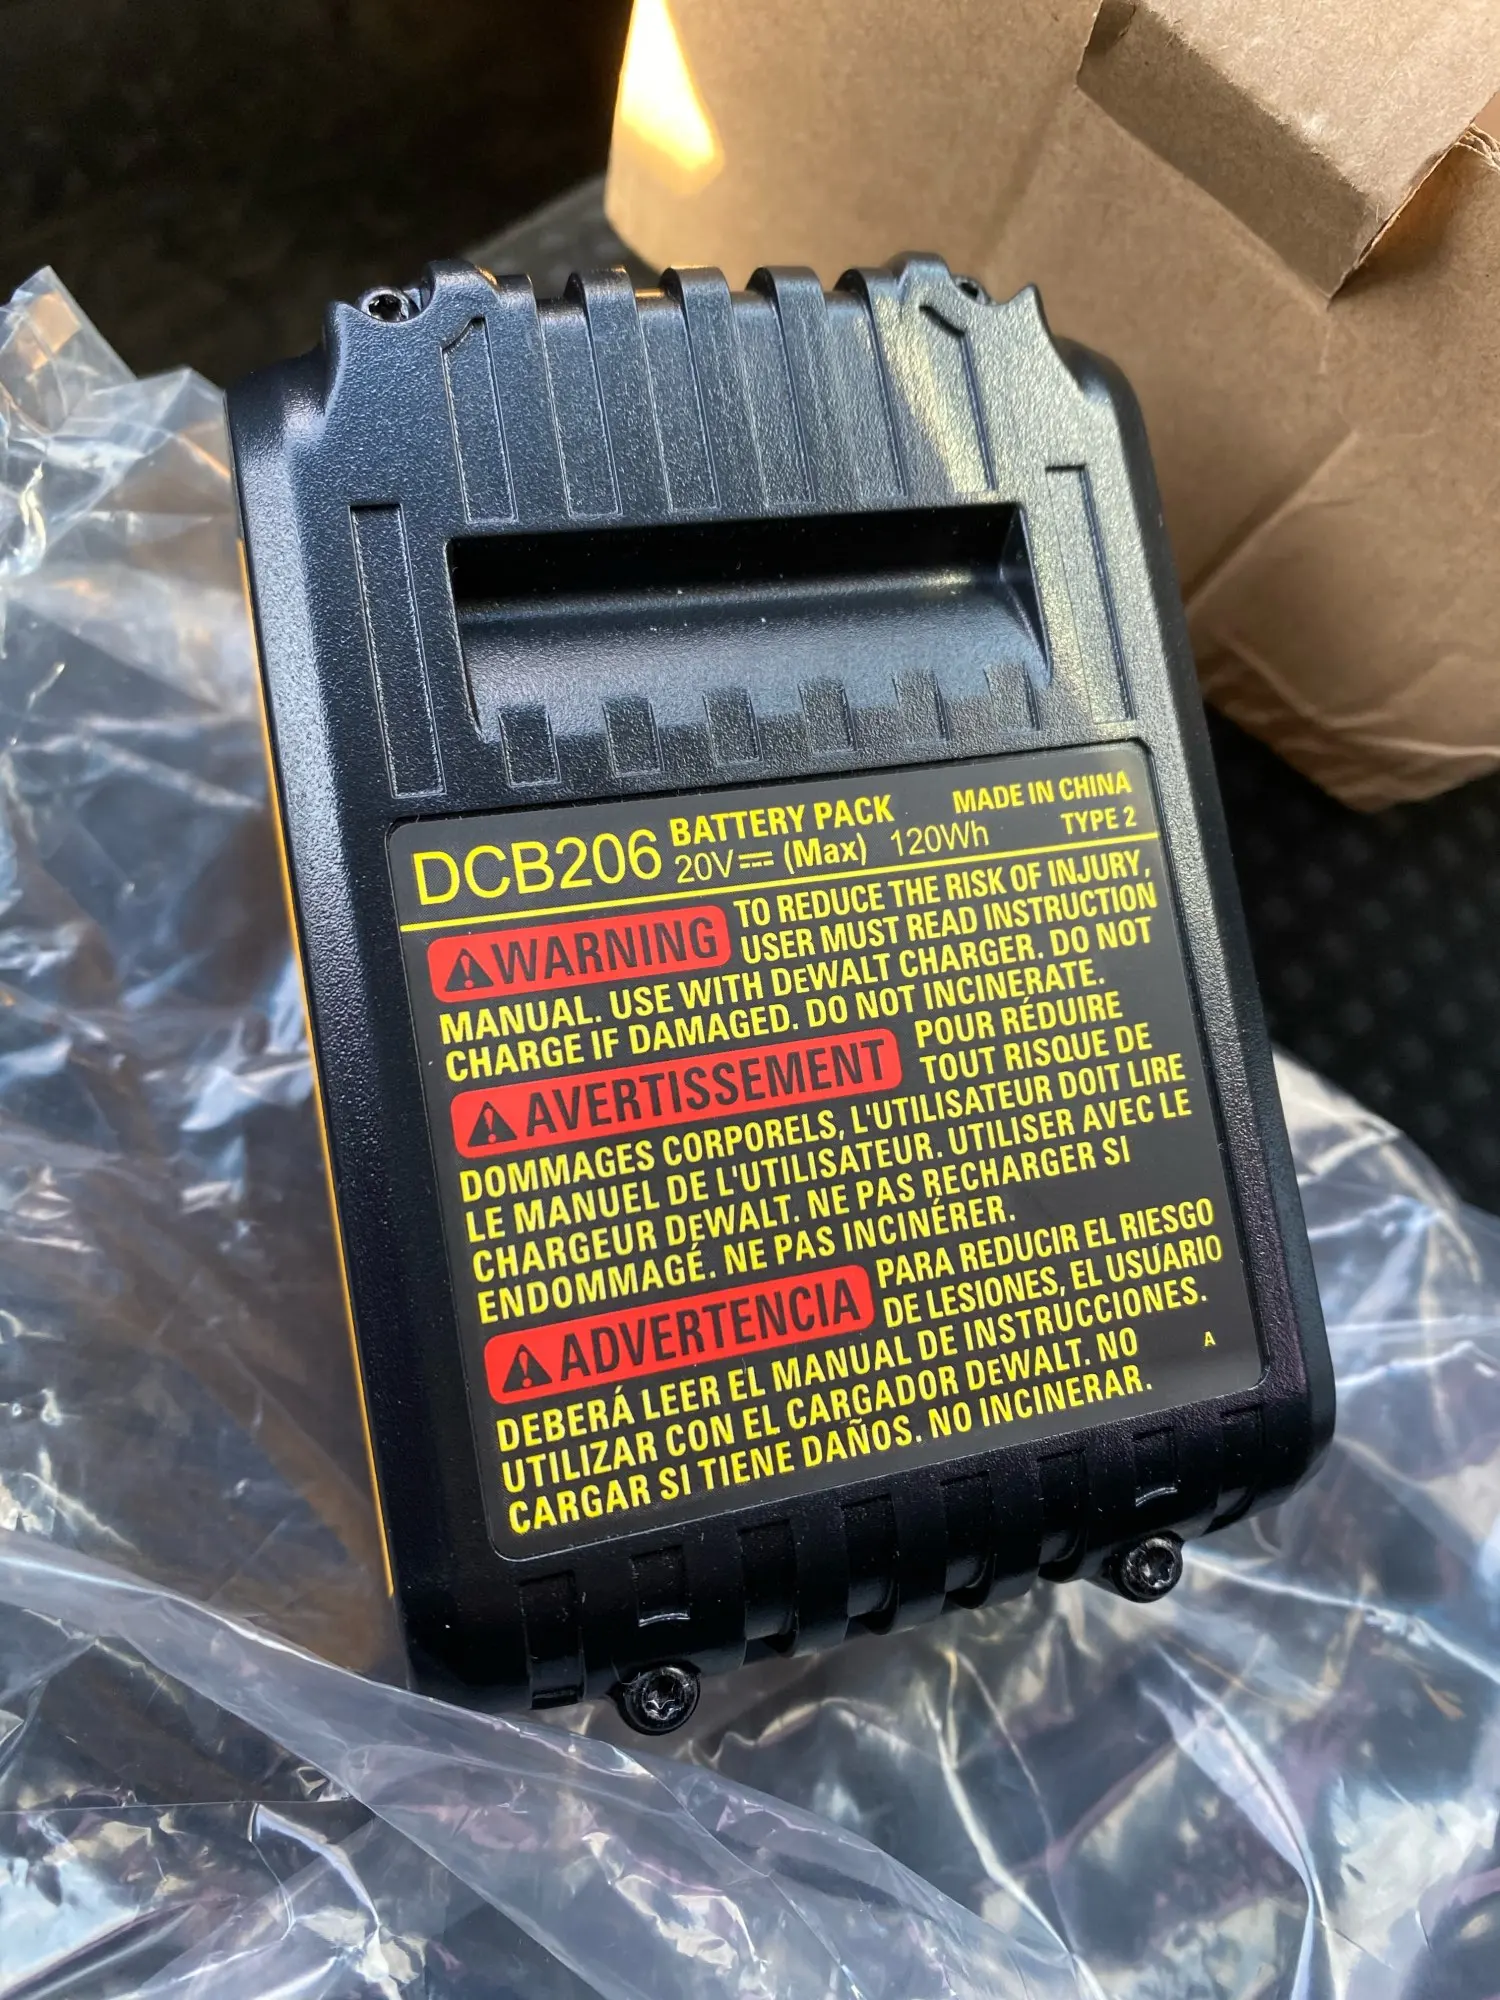 DCB206 BATTERY PACK MADE IN CHINA
20V⎓ (Max) 120Wh TYPE 2
⚠WARNING TO REDUCE THE RISK OF INJURY,
USER MUST READ INSTRUCTION
MANUAL. USE WITH DEWALT CHARGER. DO NOT
CHARGE IF DAMAGED. DO NOT INCINERATE.
⚠AVERTISSEMENT POUR RÉDUIRE
TOUT RISQUE DE
DOMMAGES CORPORELS, L'UTILISATEUR DOIT LIRE
LE MANUEL DE L'UTILISATEUR. UTILISER AVEC LE
CHARGEUR DEWALT. NE PAS RECHARGER SI
ENDOMMAGÉ. NE PAS INCINÉRER.
⚠ADVERTENCIA PARA REDUCIR EL RIESGO
DE LESIONES, EL USUARIO
DEBERÁ LEER EL MANUAL DE INSTRUCCIONES.
UTILIZAR CON EL CARGADOR DEWALT. NO
CARGAR SI TIENE DAÑOS. NO INCINERAR.
A